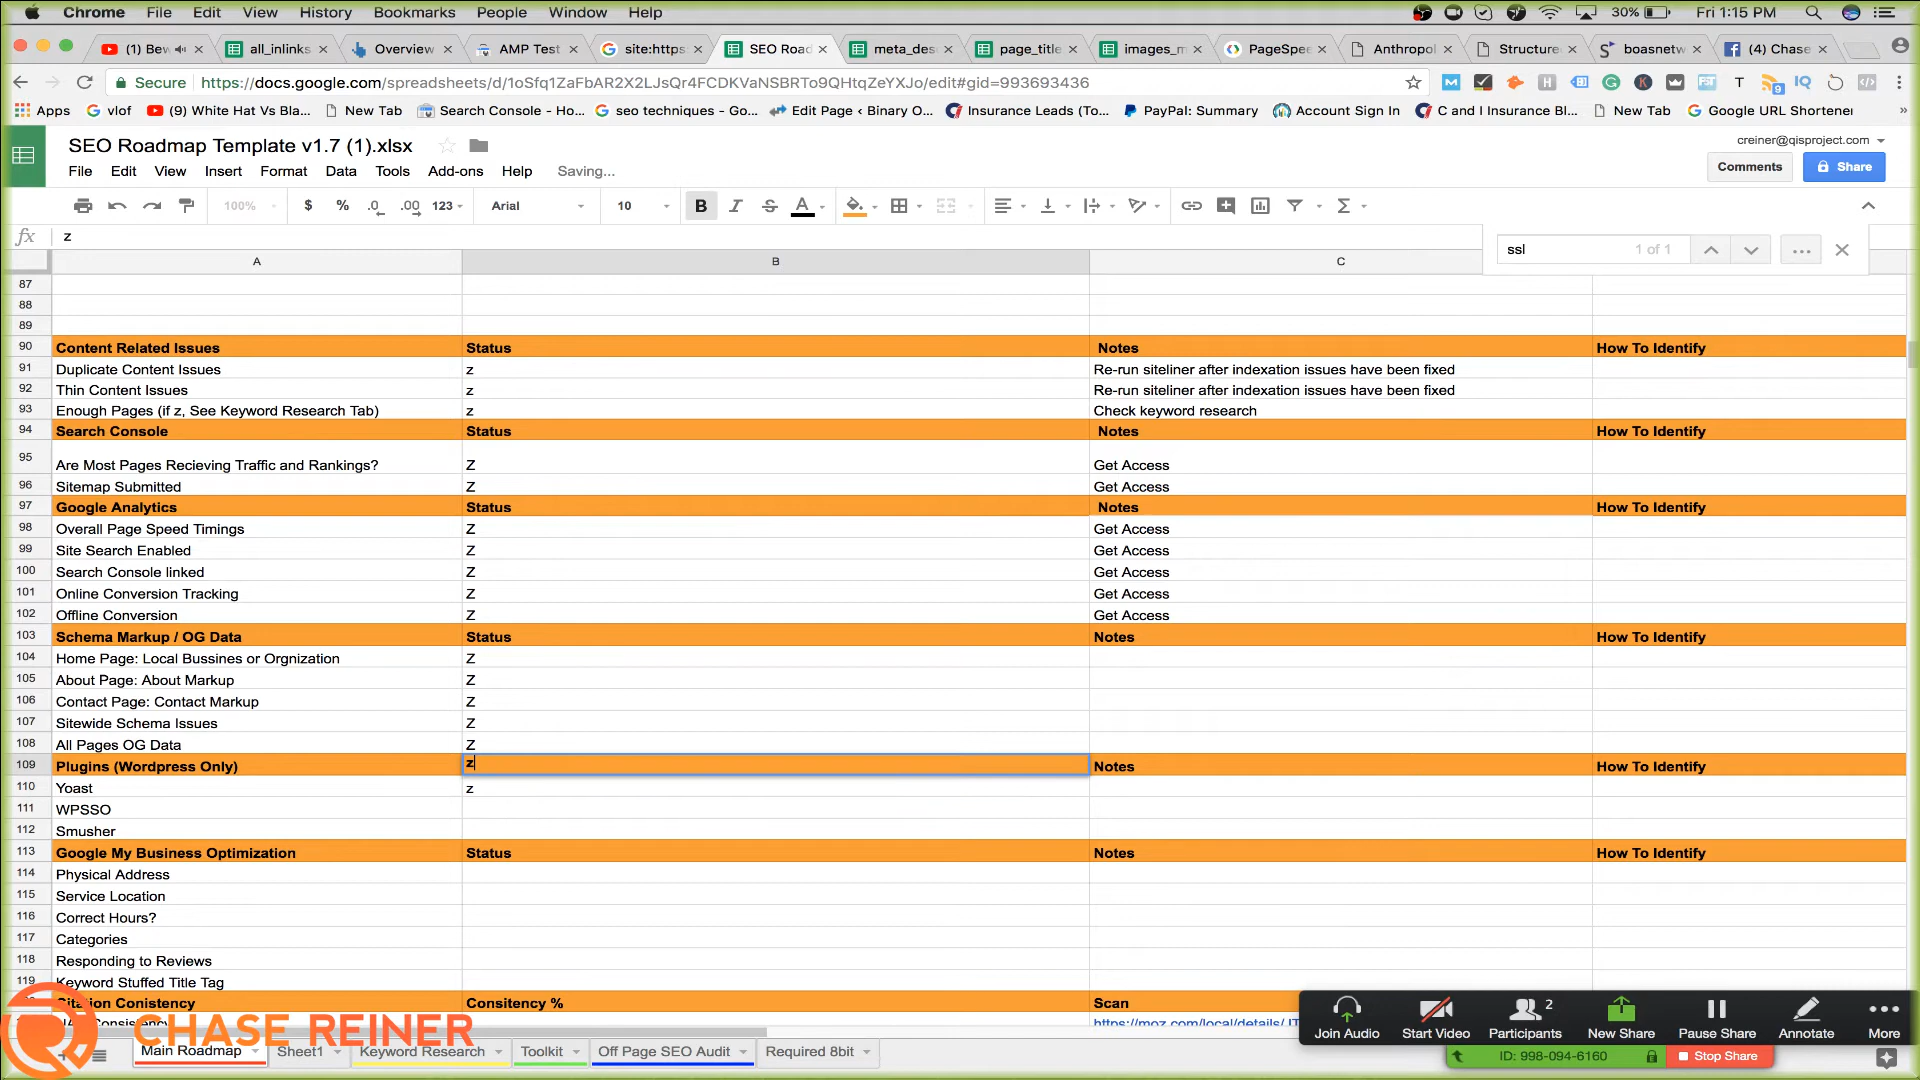 Chrome File Edit View History Bookmarks People Window Help 30% Fri 1:15 PM
(1) Bew all_inlinks Overview AMP Test site:https: SEO Road meta_des page_title images_m PageSpee Anthropol Structure boasnetw (4) Chase
Secure https://docs.google.com/spreadsheets/d/1oSfq1ZaFbAR2X2LJsQr4FCDKVaNSBRTo9QHtqZeYXJo/edit#gid=993693436
Apps vlof (9) White Hat Vs Bla... New Tab Search Console - Ho... seo techniques - Go... Edit Page ‹ Binary O... Insurance Leads (To... PayPal: Summary Account Sign In C and I Insurance Bl... New Tab Google URL Shortener »
SEO Roadmap Template v1.7 (1).xlsx
creiner@qisproject.com
File Edit View Insert Format Data Tools Add-ons Help Saving...
Comments Share
100% $ % .0 .00 123 Arial 10 B I S A
fx z
ssl 1 of 1
A B C
87
88
89
90 Content Related Issues Status Notes How To Identify
91 Duplicate Content Issues z Re-run siteliner after indexation issues have been fixed
92 Thin Content Issues z Re-run siteliner after indexation issues have been fixed
93 Enough Pages (if z, See Keyword Research Tab) z Check keyword research
94 Search Console Status Notes How To Identify
95 Are Most Pages Recieving Traffic and Rankings? Z Get Access
96 Sitemap Submitted Z Get Access
97 Google Analytics Status Notes How To Identify
98 Overall Page Speed Timings Z Get Access
99 Site Search Enabled Z Get Access
100 Search Console linked Z Get Access
101 Online Conversion Tracking Z Get Access
102 Offline Conversion Z Get Access
103 Schema Markup / OG Data Status Notes How To Identify
104 Home Page: Local Bussines or Orgnization Z
105 About Page: About Markup Z
106 Contact Page: Contact Markup Z
107 Sitewide Schema Issues Z
108 All Pages OG Data Z
109 Plugins (Wordpress Only) z Notes How To Identify
110 Yoast z
111 WPSSO
112 Smusher
113 Google My Business Optimization Status Notes How To Identify
114 Physical Address
115 Service Location
116 Correct Hours?
117 Categories
118 Responding to Reviews
119 Keyword Stuffed Title Tag
Citation Conistency Consitency % Scan
https://moz.com/local/details/
CHASE REINER
Join Audio Start Video Participants 2 New Share Pause Share Annotate More
Main Roadmap Sheet1 Keyword Research Toolkit Off Page SEO Audit Required 8bit
ID: 998-094-6160 Stop Share